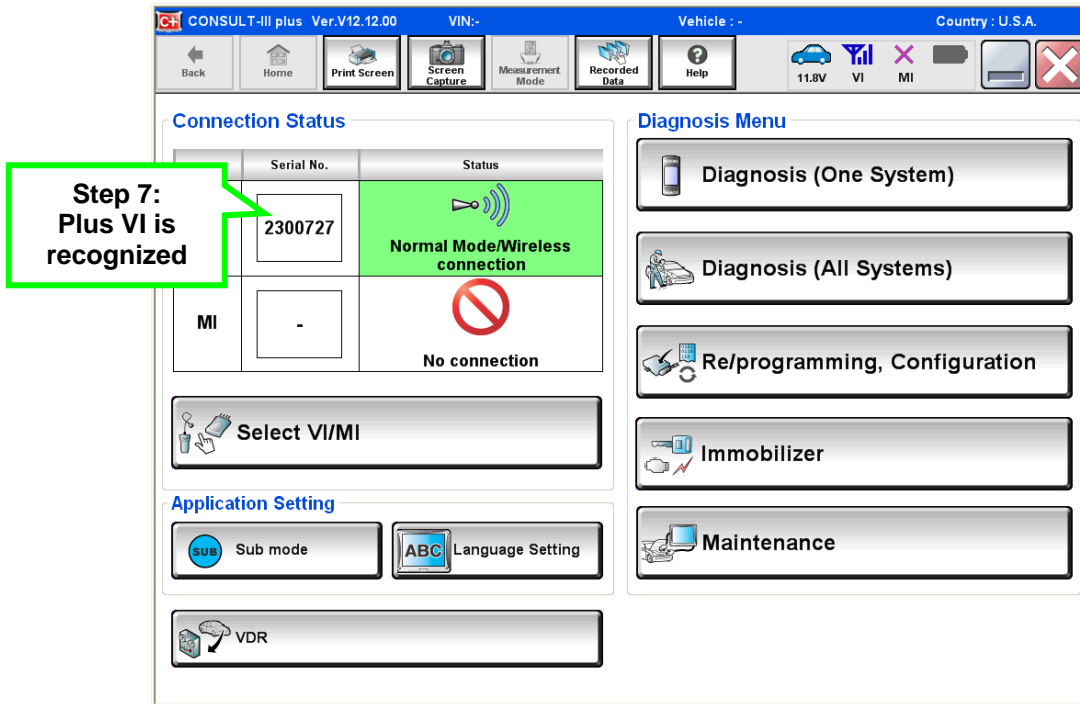 C+ CONSULT-III plus Ver.V12.12.00 VIN:- Vehicle : - Country : U.S.A.
Back
Home
Print Screen
Screen
Capture
Measurement
Mode
Recorded
Data
Help
11.8V
VI
MI
Connection Status
Serial No. Status
Step 7:
Plus VI is
recognized
2300727
Normal Mode/Wireless
connection
MI
-
No connection
Select VI/MI
Application Setting
SUB
Sub mode
ABC
Language Setting
VDR
Diagnosis Menu
Diagnosis (One System)
Diagnosis (All Systems)
Re/programming, Configuration
Immobilizer
Maintenance